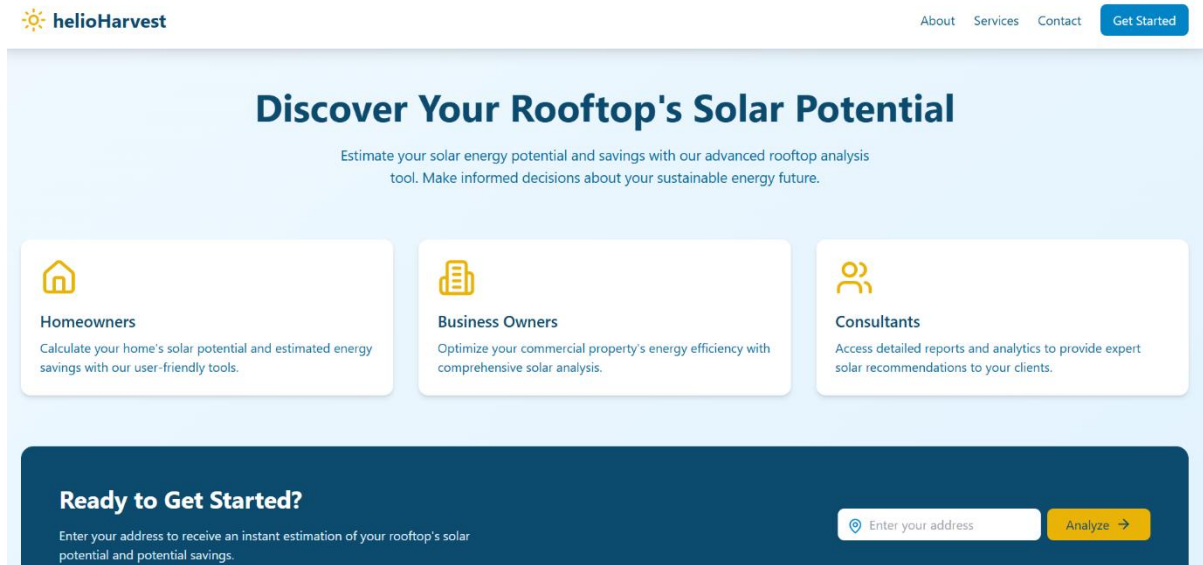 helioHarvest
About Services Contact Get Started
Discover Your Rooftop's Solar Potential
Estimate your solar energy potential and savings with our advanced rooftop analysis
tool. Make informed decisions about your sustainable energy future.
Homeowners
Calculate your home's solar potential and estimated energy
savings with our user-friendly tools.
Business Owners
Optimize your commercial property's energy efficiency with
comprehensive solar analysis.
Consultants
Access detailed reports and analytics to provide expert
solar recommendations to your clients.
Ready to Get Started?
Enter your address to receive an instant estimation of your rooftop's solar
potential and potential savings.
Enter your address
Analyze →